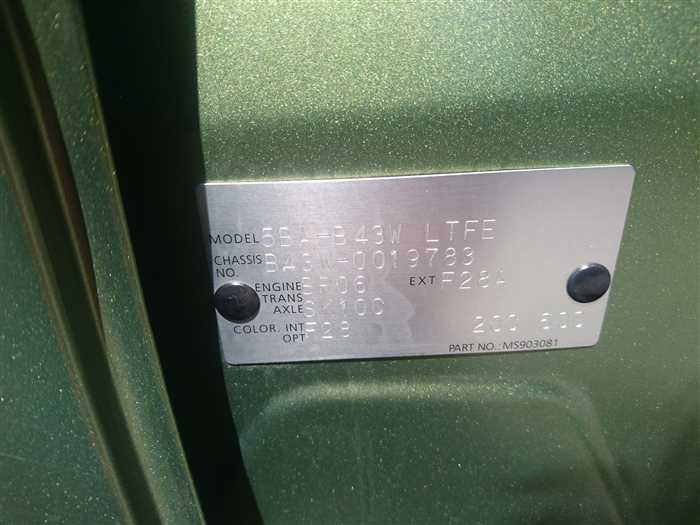 MODEL 5BA-B43W LTFE
CHASSIS NO. B43W-0019783
ENGINE BR06 EXT F28A
TRANS AXLE SK100
COLOR. INT F28 200 600
OPT
PART NO.:MS903081